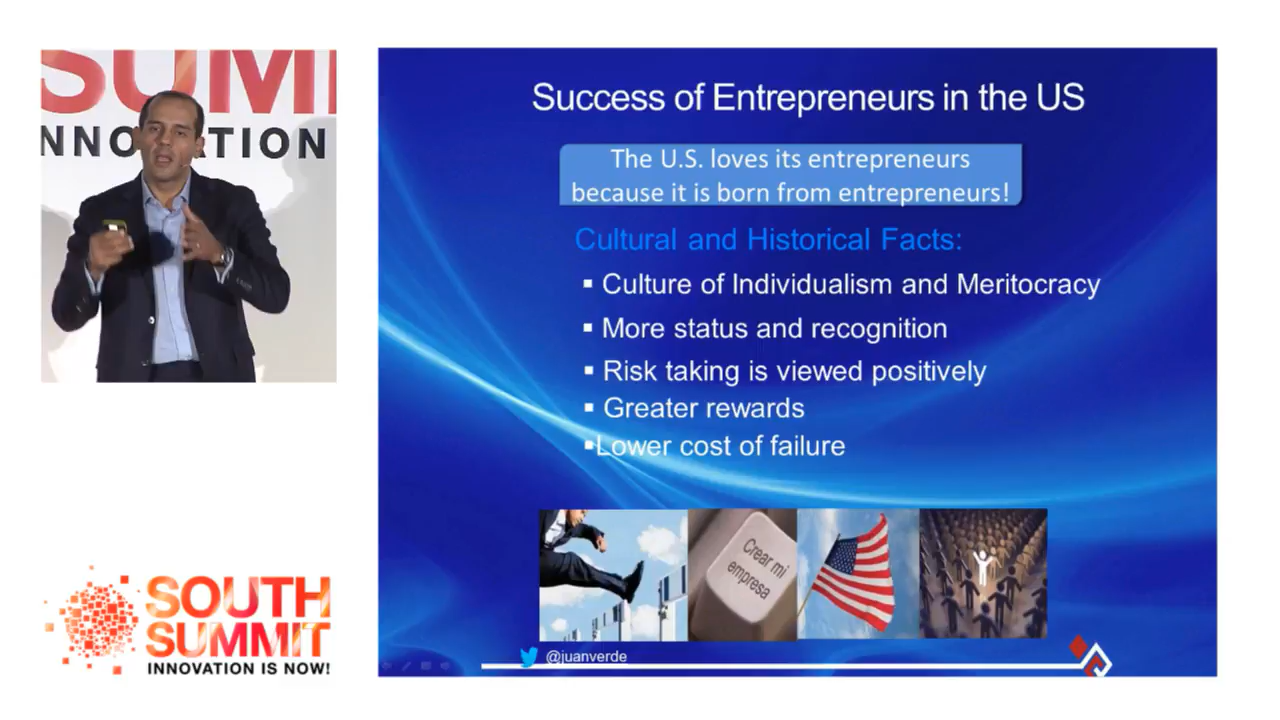 SUMMI
INNOVATION
Success of Entrepreneurs in the US
The U.S. loves its entrepreneurs
because it is born from entrepreneurs!
Cultural and Historical Facts:
▪ Culture of Individualism and Meritocracy
▪ More status and recognition
▪ Risk taking is viewed positively
▪ Greater rewards
▪Lower cost of failure
Crear mi
empresa
@juanverde
SOUTH
SUMMIT
INNOVATION IS NOW!